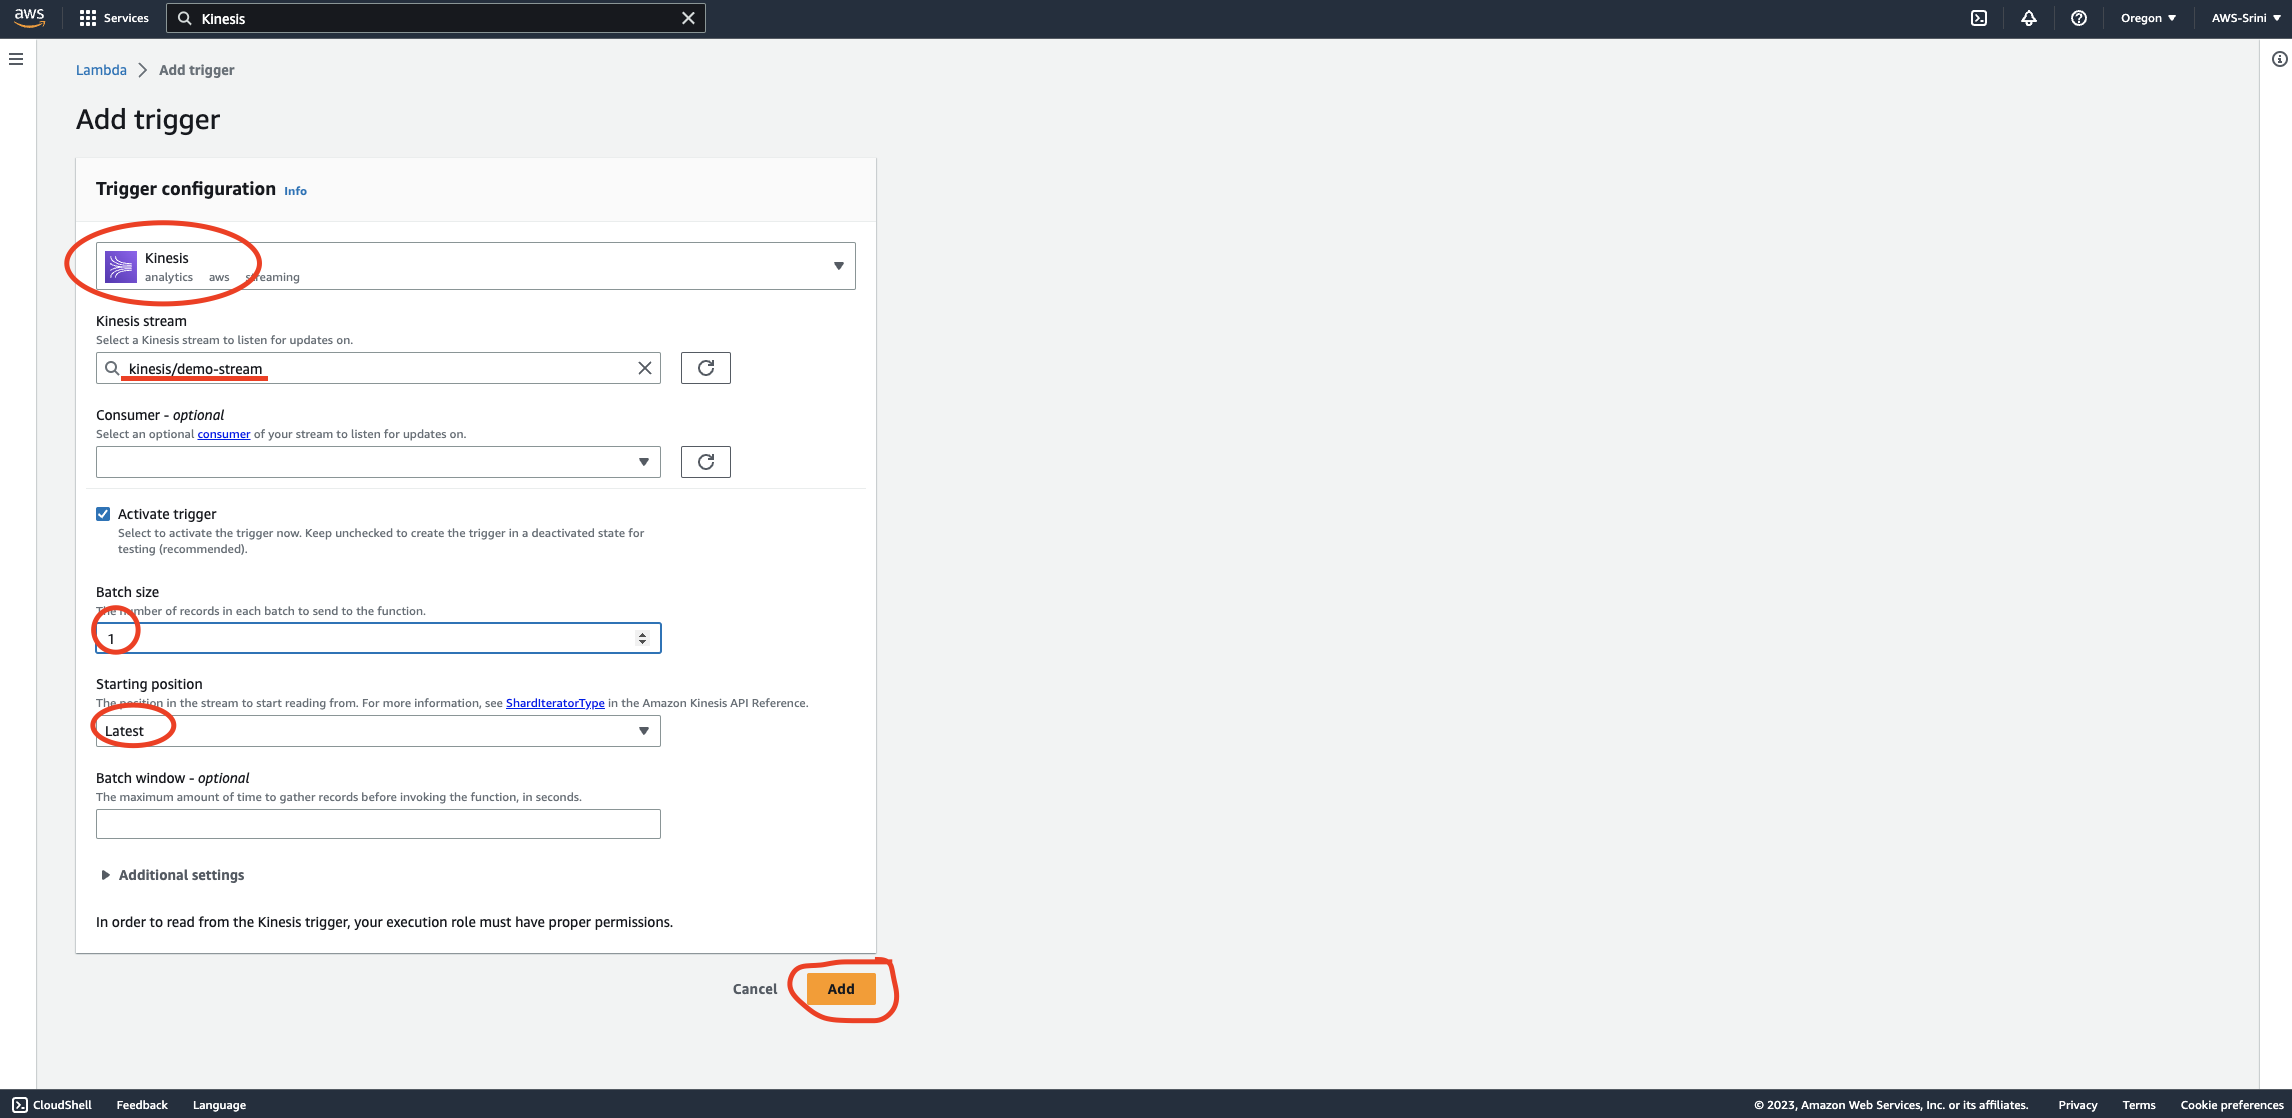 aws Services Kinesis Oregon AWS-Srini
Lambda Add trigger
Add trigger
Trigger configuration Info
Kinesis
analytics aws streaming
Kinesis stream
Select a Kinesis stream to listen for updates on.
kinesis/demo-stream
Consumer - optional
Select an optional consumer of your stream to listen for updates on.
Activate trigger
Select to activate the trigger now. Keep unchecked to create the trigger in a deactivated state for
testing (recommended).
Batch size
The number of records in each batch to send to the function.
1
Starting position
The position in the stream to start reading from. For more information, see ShardIteratorType in the Amazon Kinesis API Reference.
Latest
Batch window - optional
The maximum amount of time to gather records before invoking the function, in seconds.
Additional settings
In order to read from the Kinesis trigger, your execution role must have proper permissions.
Cancel Add
CloudShell Feedback Language © 2023, Amazon Web Services, Inc. or its affiliates. Privacy Terms Cookie preferences